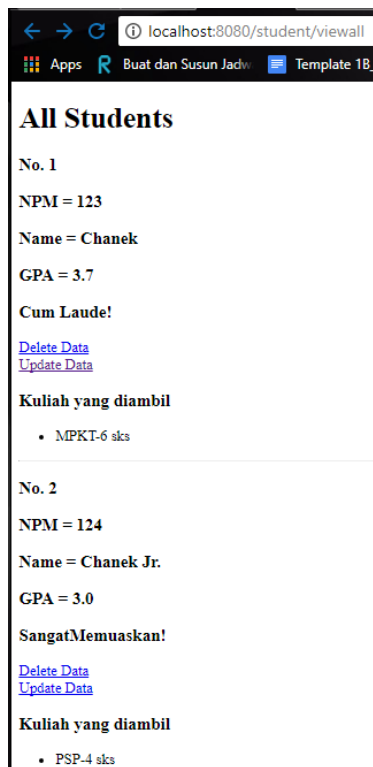 localhost:8080/student/viewall
Apps Buat dan Susun Jadw Template 1B_
All Students
No. 1
NPM = 123
Name = Chanek
GPA = 3.7
Cum Laude!
Delete Data
Update Data
Kuliah yang diambil
• MPKT-6 sks
No. 2
NPM = 124
Name = Chanek Jr.
GPA = 3.0
SangatMemuaskan!
Delete Data
Update Data
Kuliah yang diambil
• PSP-4 sks